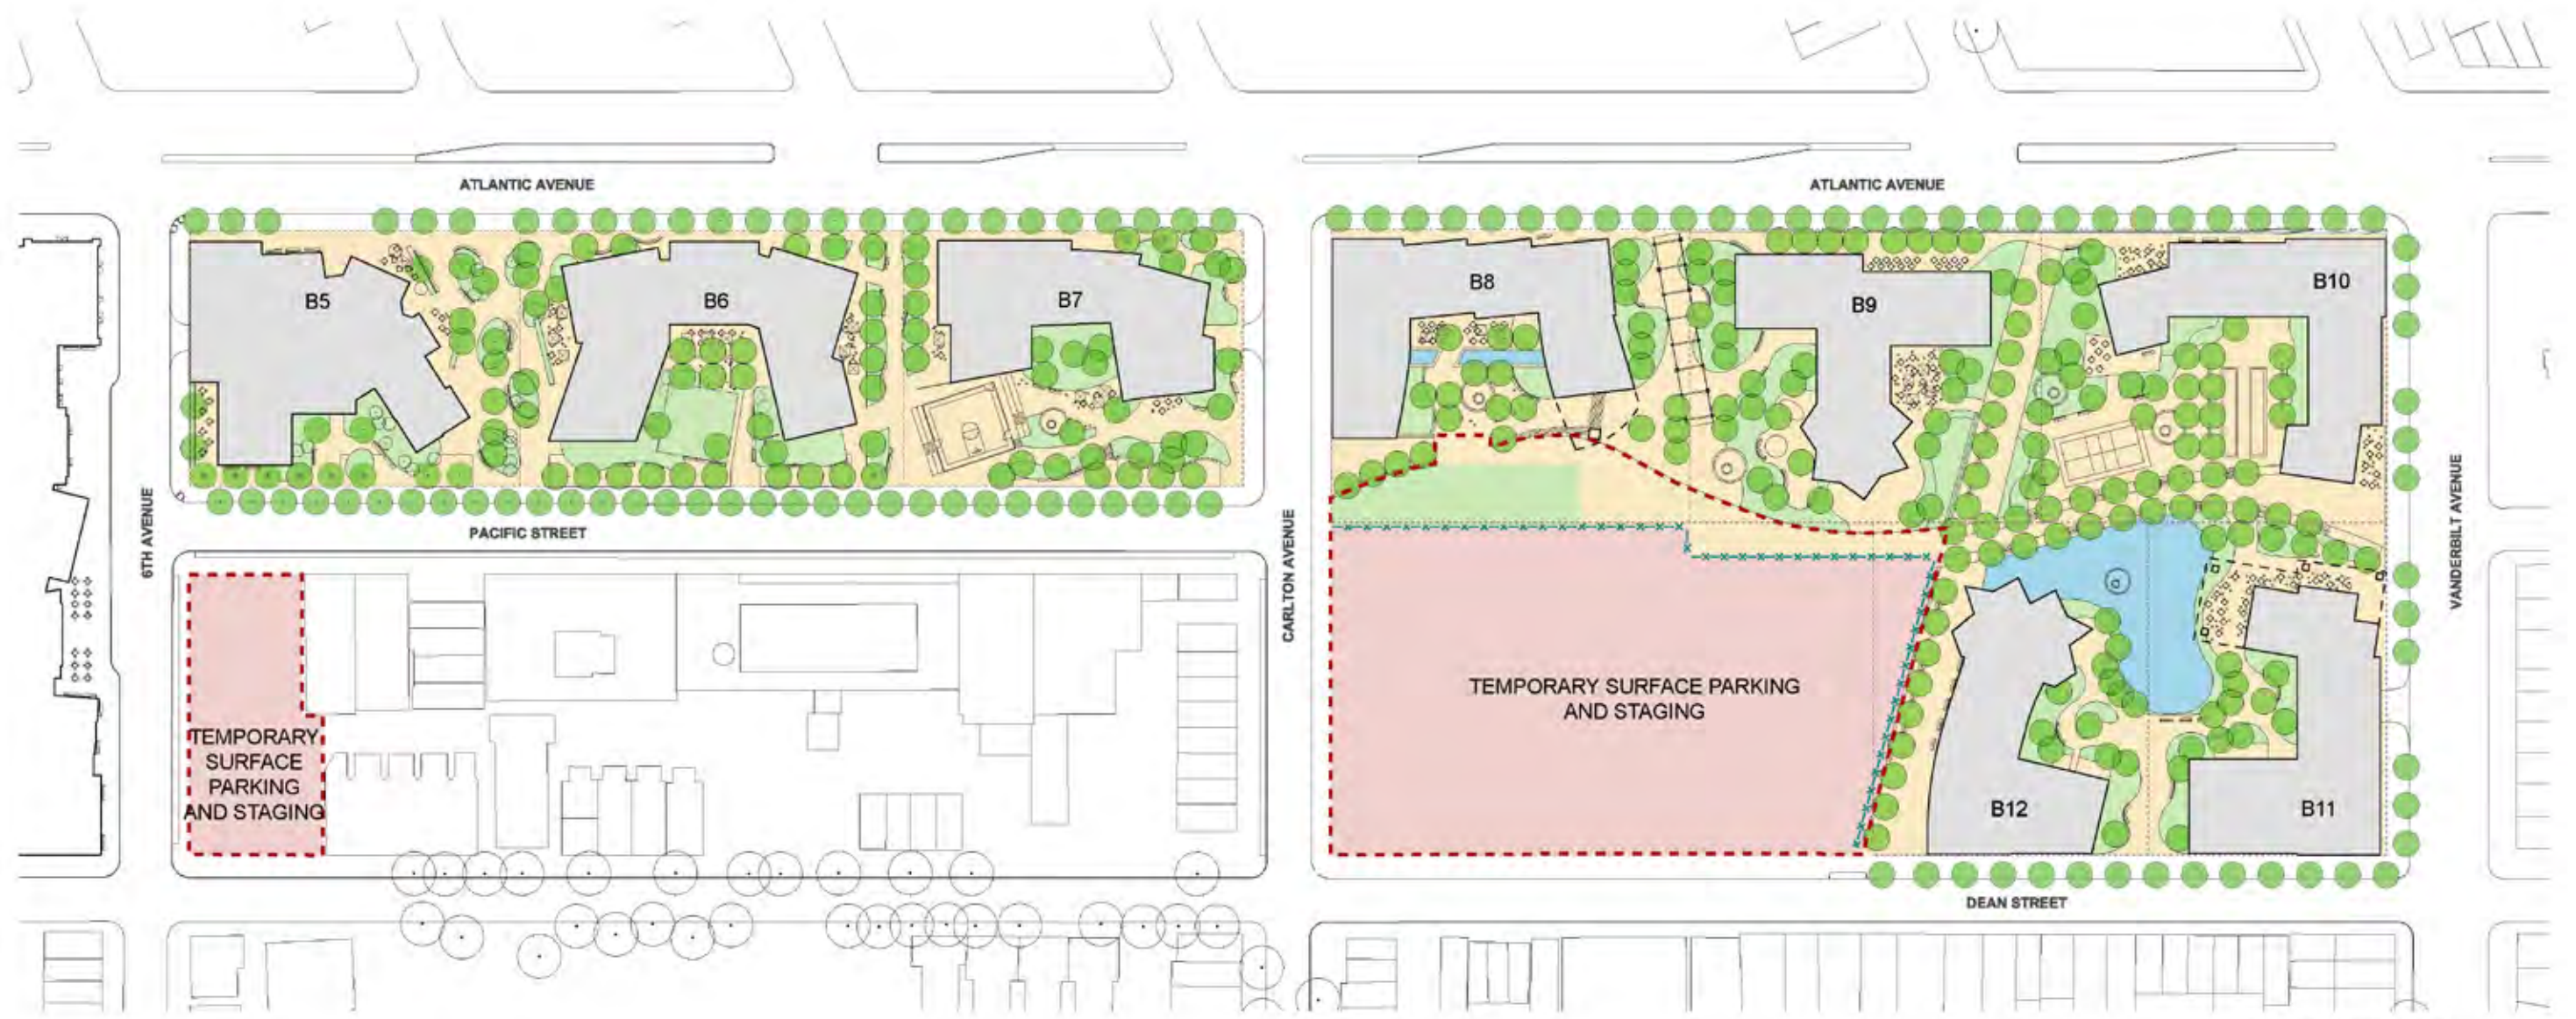 ATLANTIC AVENUE
ATLANTIC AVENUE
B5
B6
B7
B8
B9
B10
6TH AVENUE
PACIFIC STREET
CARLTON AVENUE
VANDERBILT AVENUE
TEMPORARY
SURFACE
PARKING
AND STAGING
TEMPORARY SURFACE PARKING
AND STAGING
B12
B11
DEAN STREET